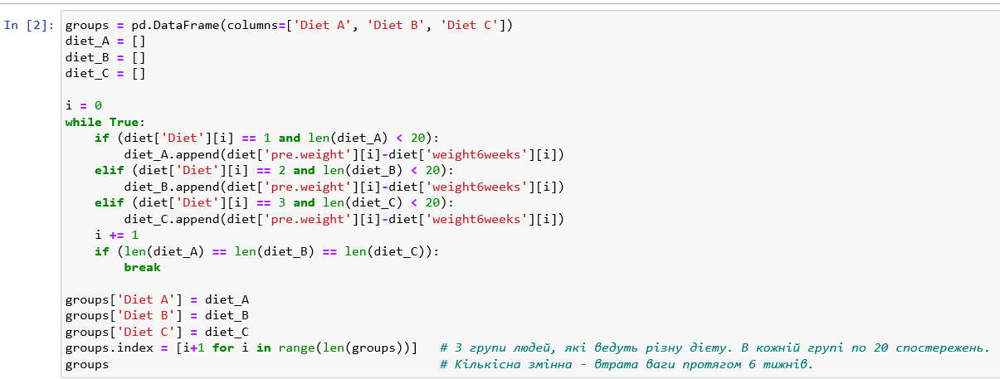 In [2]: groups = pd.DataFrame(columns=['Diet A', 'Diet B', 'Diet C'])
diet_A = []
diet_B = []
diet_C = []
i = 0
while True:
    if (diet['Diet'][i] == 1 and len(diet_A) < 20):
        diet_A.append(diet['pre.weight'][i]-diet['weight6weeks'][i])
    elif (diet['Diet'][i] == 2 and len(diet_B) < 20):
        diet_B.append(diet['pre.weight'][i]-diet['weight6weeks'][i])
    elif (diet['Diet'][i] == 3 and len(diet_C) < 20):
        diet_C.append(diet['pre.weight'][i]-diet['weight6weeks'][i])
    i += 1
    if (len(diet_A) == len(diet_B) == len(diet_C)):
        break
groups['Diet A'] = diet_A
groups['Diet B'] = diet_B
groups['Diet C'] = diet_C
groups.index = [i+1 for i in range(len(groups))]   # 3 групи людей, які ведуть різну дієту. В кожній групі по 20 спостережень.
groups   # Кількісна змінна - втрата ваги протягом 6 тижнів.